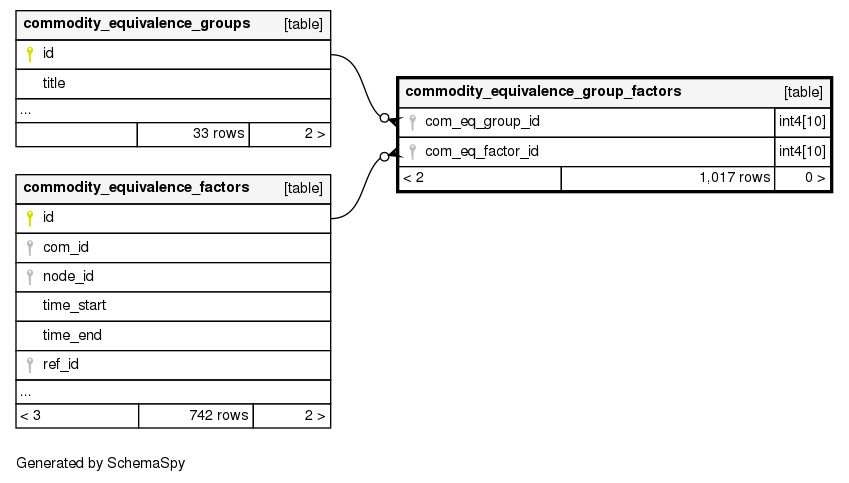 commodity_equivalence_groups [table]
id
title
...
33 rows 2 >
commodity_equivalence_group_factors [table]
com_eq_group_id int4[10]
com_eq_factor_id int4[10]
< 2 1,017 rows 0 >
commodity_equivalence_factors [table]
id
com_id
node_id
time_start
time_end
ref_id
...
< 3 742 rows 2 >
Generated by SchemaSpy